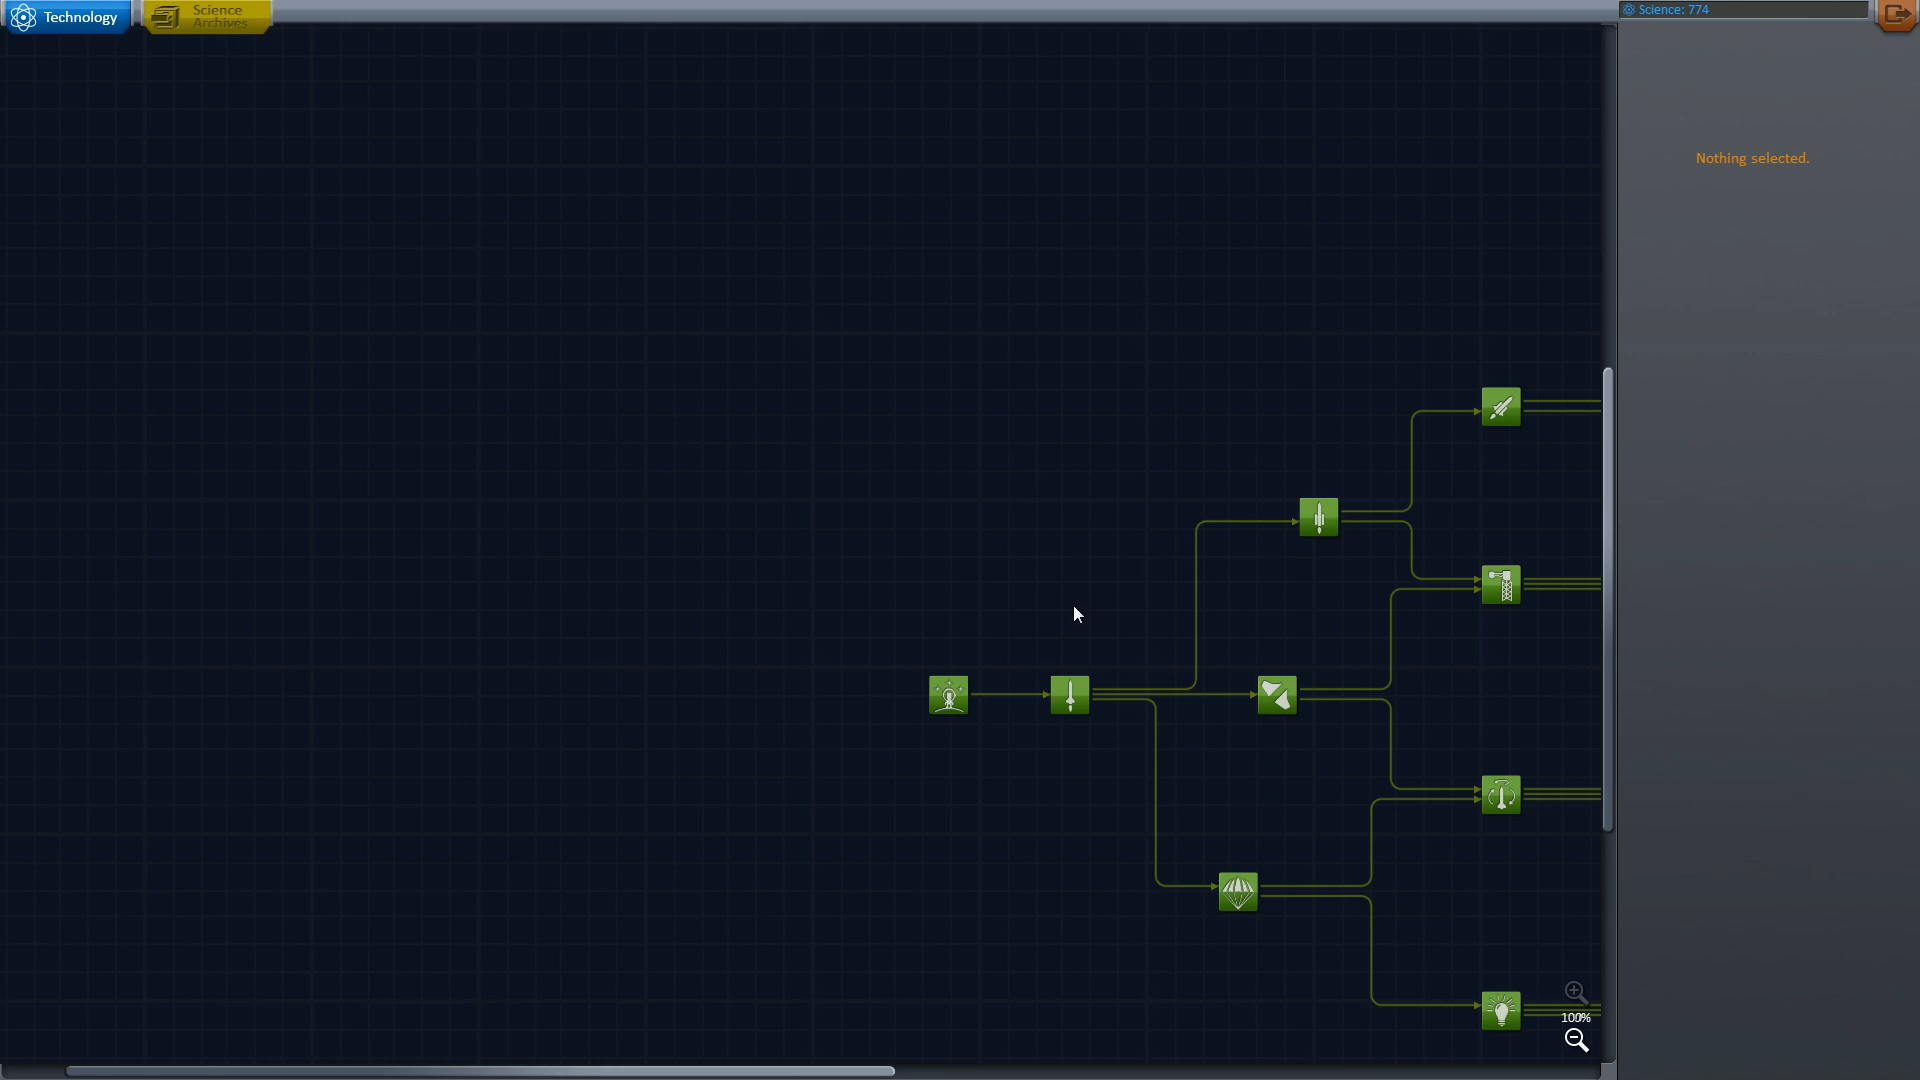 Technology
Science
Archives
Science: 774
Nothing selected.
100%